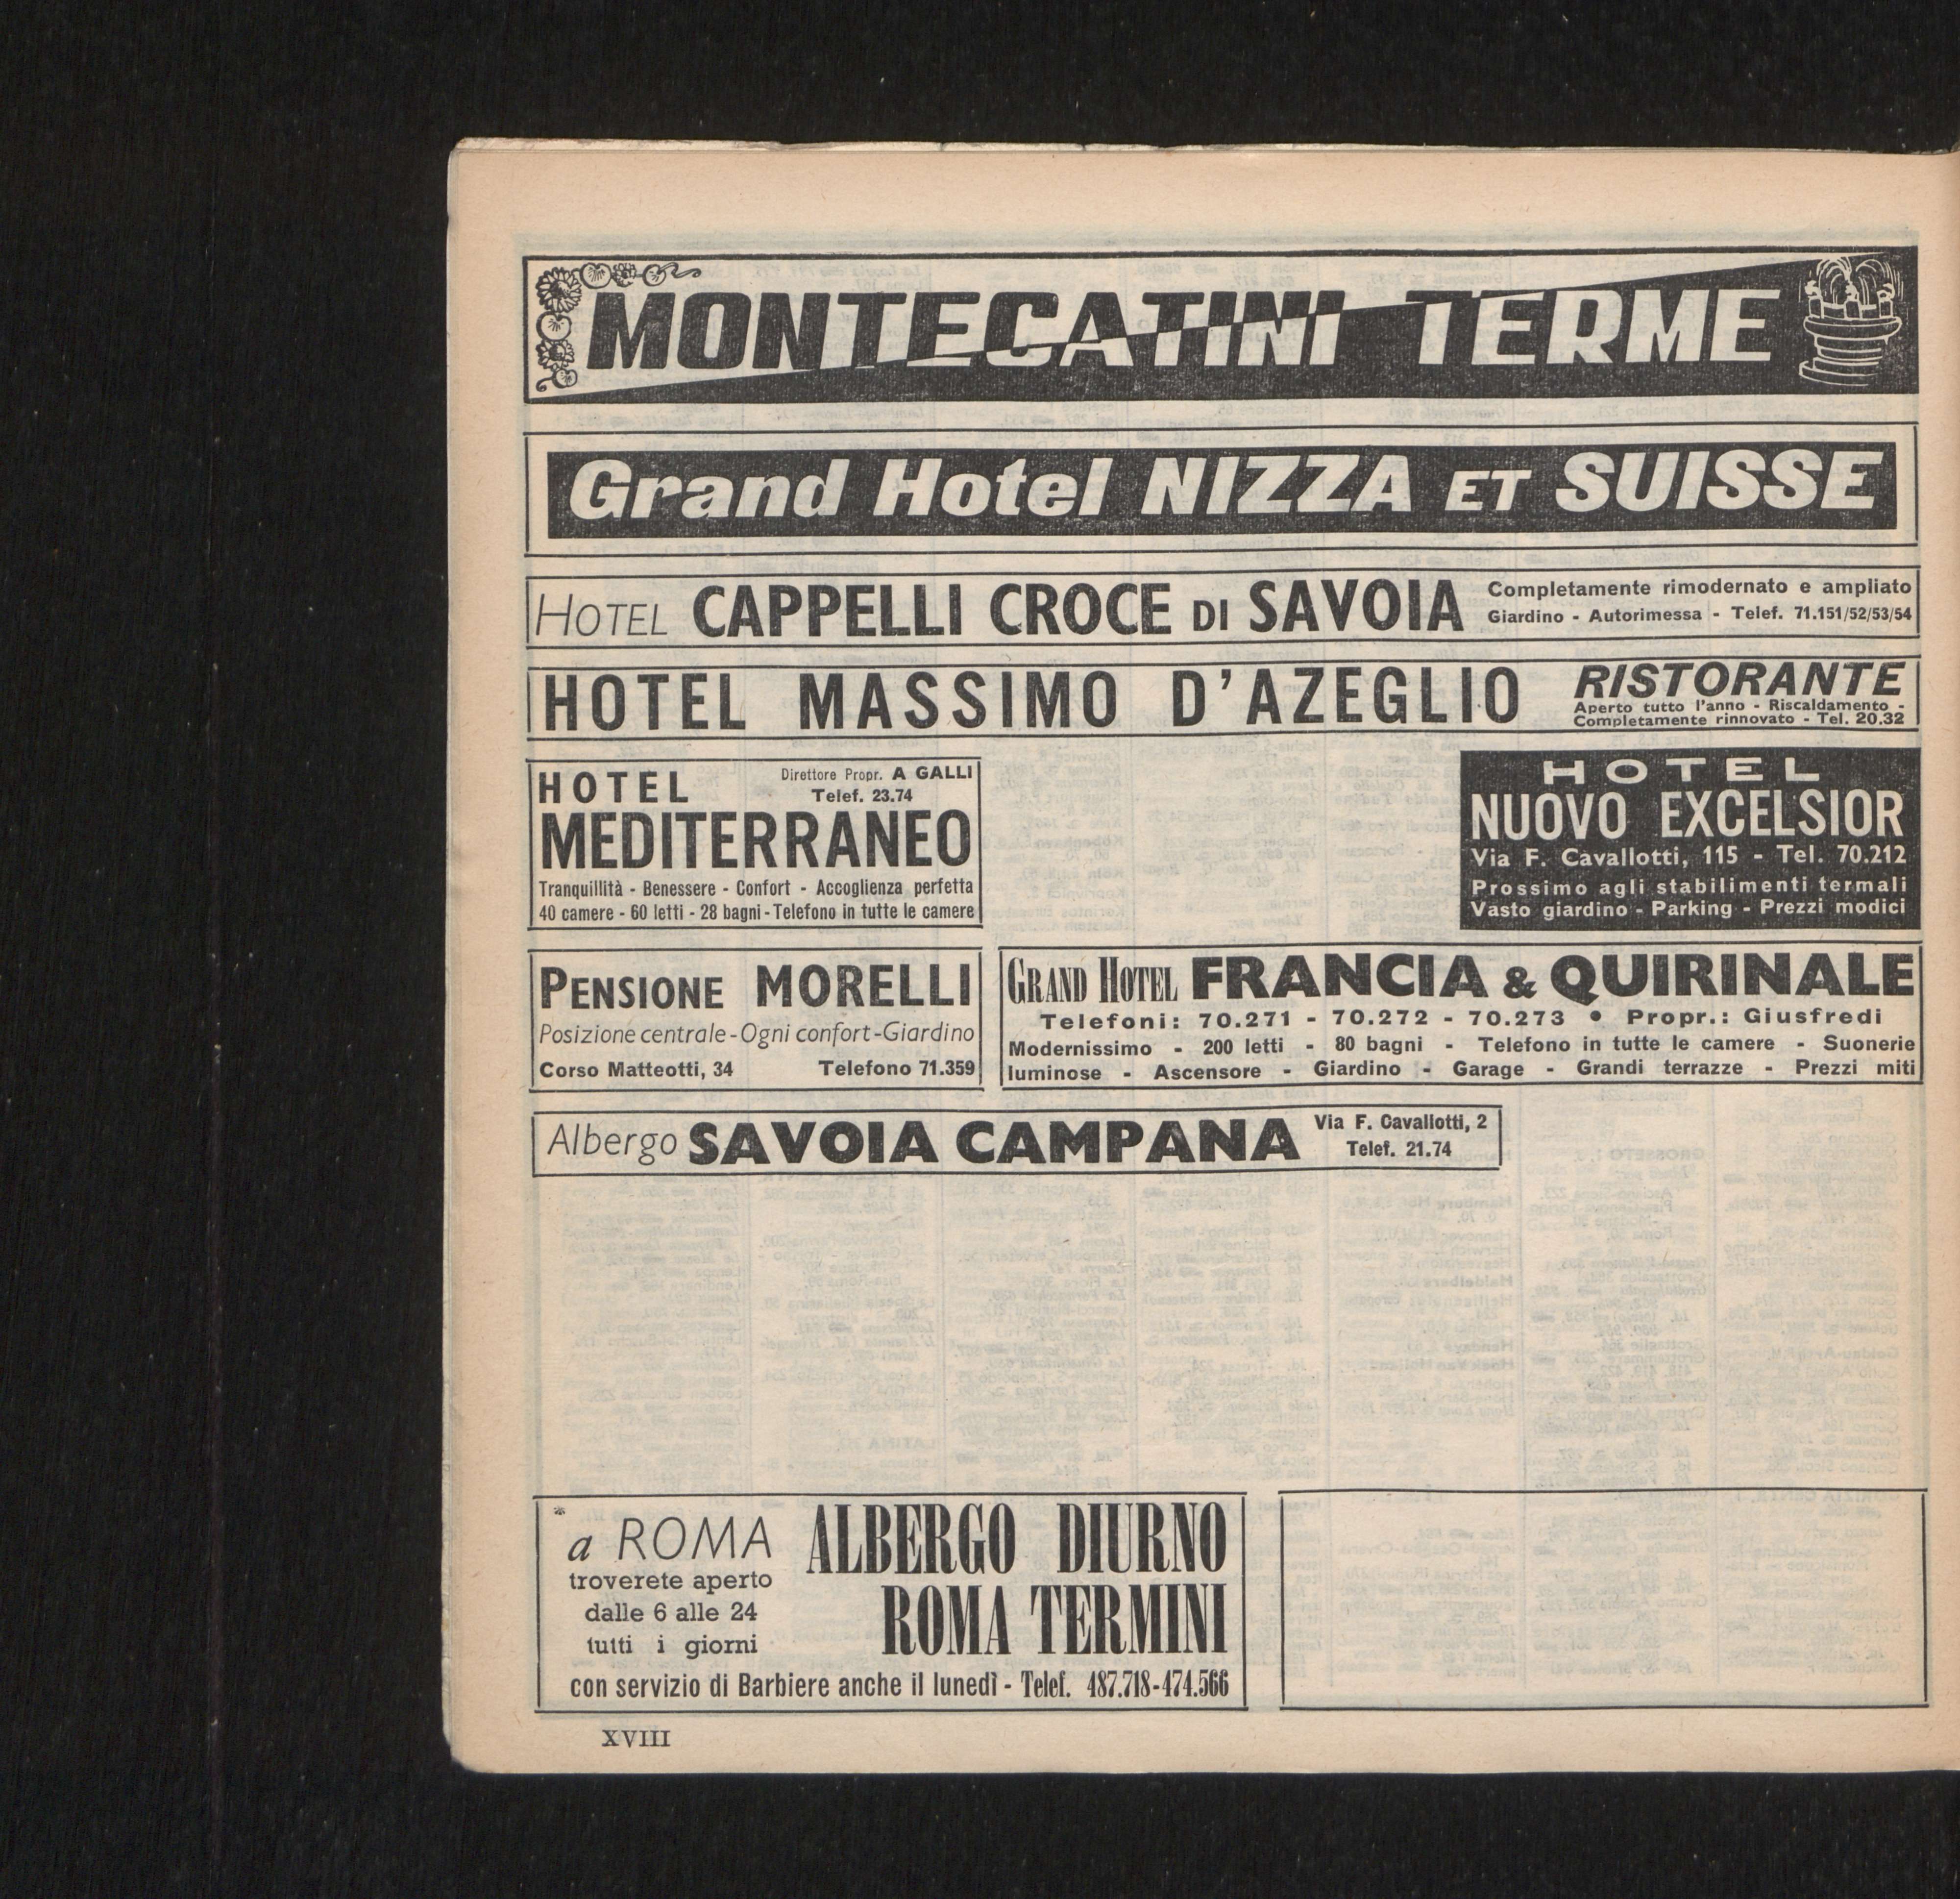 MONTECATINI TERME
Grand Hotel NIZZA ET SUISSE
HOTEL CAPPELLI CROCE DI SAVOIA
Completamente rimodernato e ampliato
Giardino - Autorimessa - Telef. 71.151/52/53/54
HOTEL MASSIMO D'AZEGLIO
RISTORANTE
Aperto tutto l'anno - Riscaldamento -
Completamente rinnovato - Tel. 20.32
HOTEL
Direttore Propr. A GALLI
Telef. 23.74
MEDITERRANEO
Tranquillità - Benessere - Confort - Accoglienza perfetta
40 camere - 60 letti - 28 bagni - Telefono in tutte le camere
HOTEL
NUOVO EXCELSIOR
Via F. Cavallotti, 115 - Tel. 70.212
Prossimo agli stabilimenti termali
Vasto giardino - Parking - Prezzi modici
PENSIONE MORELLI
Posizione centrale - Ogni confort - Giardino
Corso Matteotti, 34 Telefono 71.359
GRAND HOTEL FRANCIA & QUIRINALE
Telefoni: 70.271 - 70.272 - 70.273 • Propr.: Giusfredi
Modernissimo - 200 letti - 80 bagni - Telefono in tutte le camere - Suonerie
luminose - Ascensore - Giardino - Garage - Grandi terrazze - Prezzi miti
Albergo SAVOIA CAMPANA
Via F. Cavallotti, 2
Telef. 21.74
a ROMA
troverete aperto
dalle 6 alle 24
tutti i giorni
ALBERGO DIURNO
ROMA TERMINI
con servizio di Barbiere anche il lunedì - Telef. 487.718-474.566
XVIII